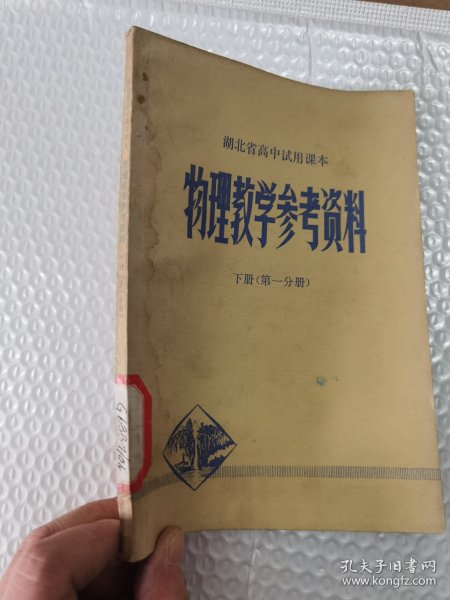 湖北省高中试用课本
物理教学参考资料
下册(第一分册)
孔夫子旧书网
www.kongfz.com